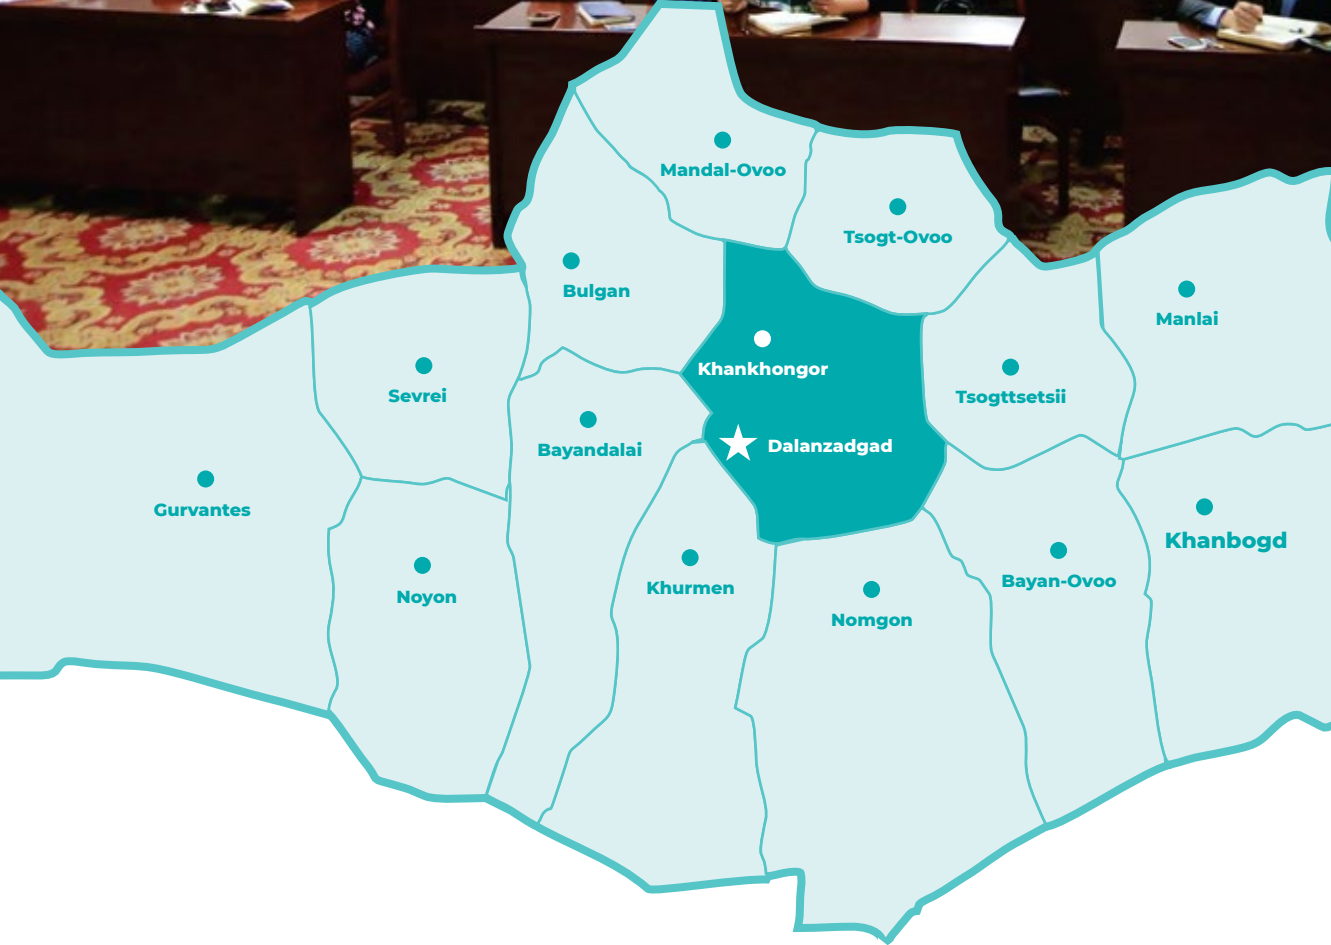 Mandal-Ovoo
Tsogt-Ovoo
Bulgan
Manlai
Khankhongor
Sevrei
Tsogttsetsii
Bayandalai
Dalanzadgad
Gurvantes
Khanbogd
Khurmen
Bayan-Ovoo
Noyon
Nomgon